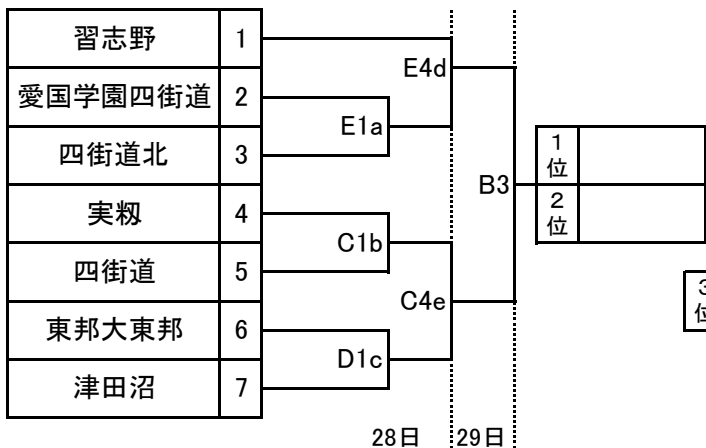 習志野 1
愛国学園四街道 2
四街道北 3
実籾 4
四街道 5
東邦大東邦 6
津田沼 7
E4d
E1a
C1b
C4e
D1c
B3
1位
2位
3位
28日 29日